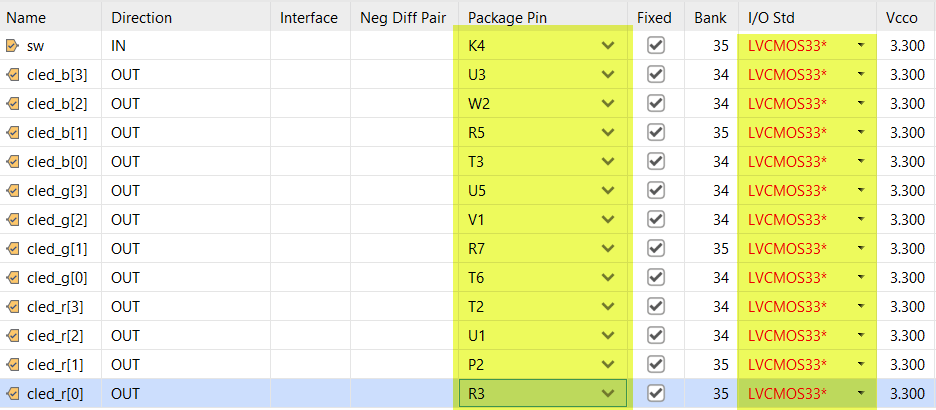 Name Direction Interface Neg Diff Pair Package Pin Fixed Bank I/O Std Vcco
sw IN K4 35 LVCMOS33* 3.300
cled_b[3] OUT U3 34 LVCMOS33* 3.300
cled_b[2] OUT W2 34 LVCMOS33* 3.300
cled_b[1] OUT R5 35 LVCMOS33* 3.300
cled_b[0] OUT T3 34 LVCMOS33* 3.300
cled_g[3] OUT U5 34 LVCMOS33* 3.300
cled_g[2] OUT V1 34 LVCMOS33* 3.300
cled_g[1] OUT R7 35 LVCMOS33* 3.300
cled_g[0] OUT T6 34 LVCMOS33* 3.300
cled_r[3] OUT T2 34 LVCMOS33* 3.300
cled_r[2] OUT U1 34 LVCMOS33* 3.300
cled_r[1] OUT P2 35 LVCMOS33* 3.300
cled_r[0] OUT R3 35 LVCMOS33* 3.300